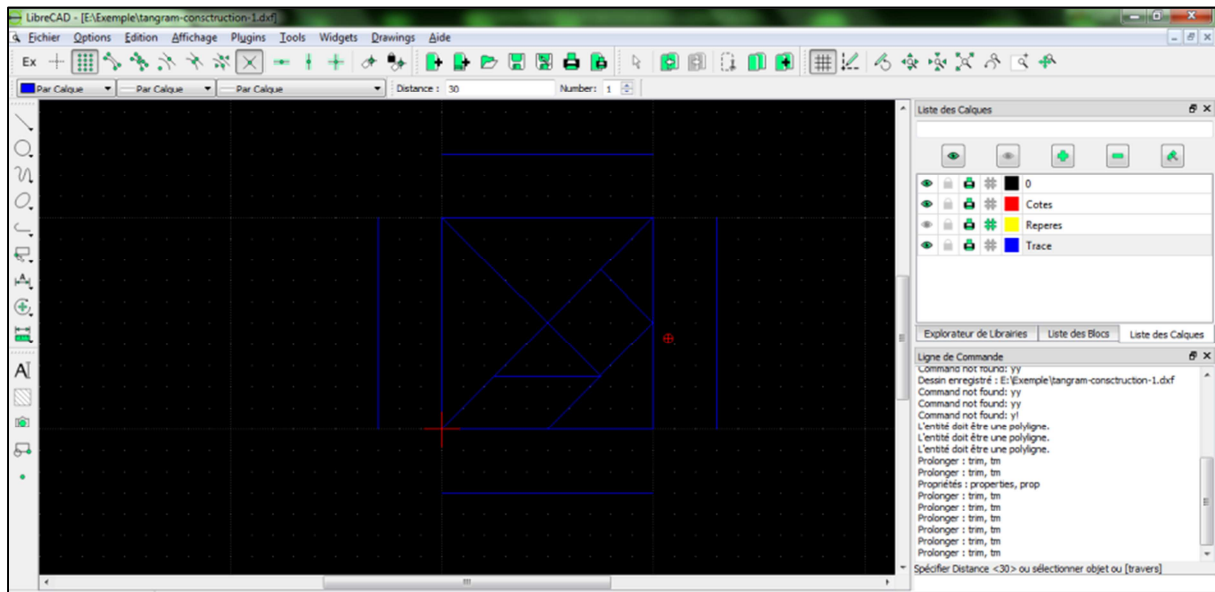 LibreCAD - [E:\Exemple\tangram-consctruction-1.dxf]
Fichier Options Edition Affichage Plugins Tools Widgets Drawings Aide
Ex
Par Calque Par Calque Par Calque Distance : 30 Number: 1
Liste des Calques
0
Cotes
Reperes
Trace
Explorateur de Librairies Liste des Blocs Liste des Calques
Ligne de Commande
Command not found: yy
Dessin enregistré : E:\Exemple\tangram-consctruction-1.dxf
Command not found: yy
Command not found: yy
Command not found: y!
L'entité doit être une polyligne.
L'entité doit être une polyligne.
L'entité doit être une polyligne.
Prolonger : trim, tm
Prolonger : trim, tm
Propriétés : properties, prop
Prolonger : trim, tm
Prolonger : trim, tm
Prolonger : trim, tm
Prolonger : trim, tm
Prolonger : trim, tm
Prolonger : trim, tm
Spécifier Distance <30> ou sélectionner objet ou [travers]
A